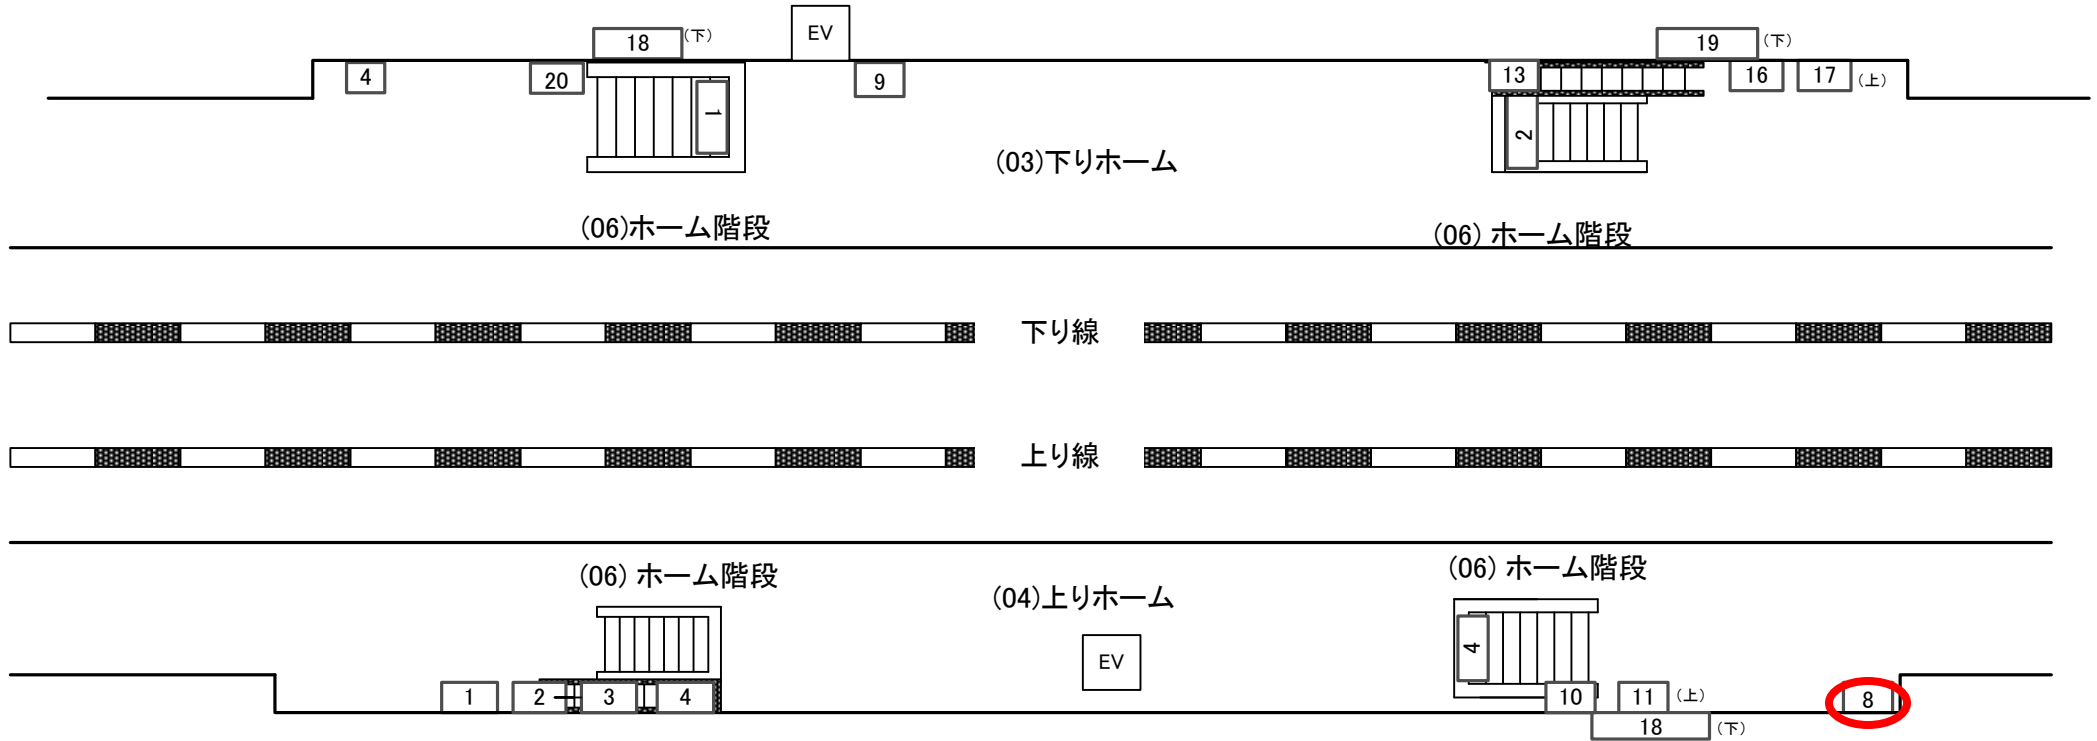 18 (下)
EV
19 (下)
4
20
9
13
16
17 (上)
1
2
(03)下りホーム
(06)ホーム階段
(06) ホーム階段
下り線
上り線
(06) ホーム階段
(06) ホーム階段
(04)上りホーム
EV
4
1
2
3
4
10
11 (上)
8
18 (下)